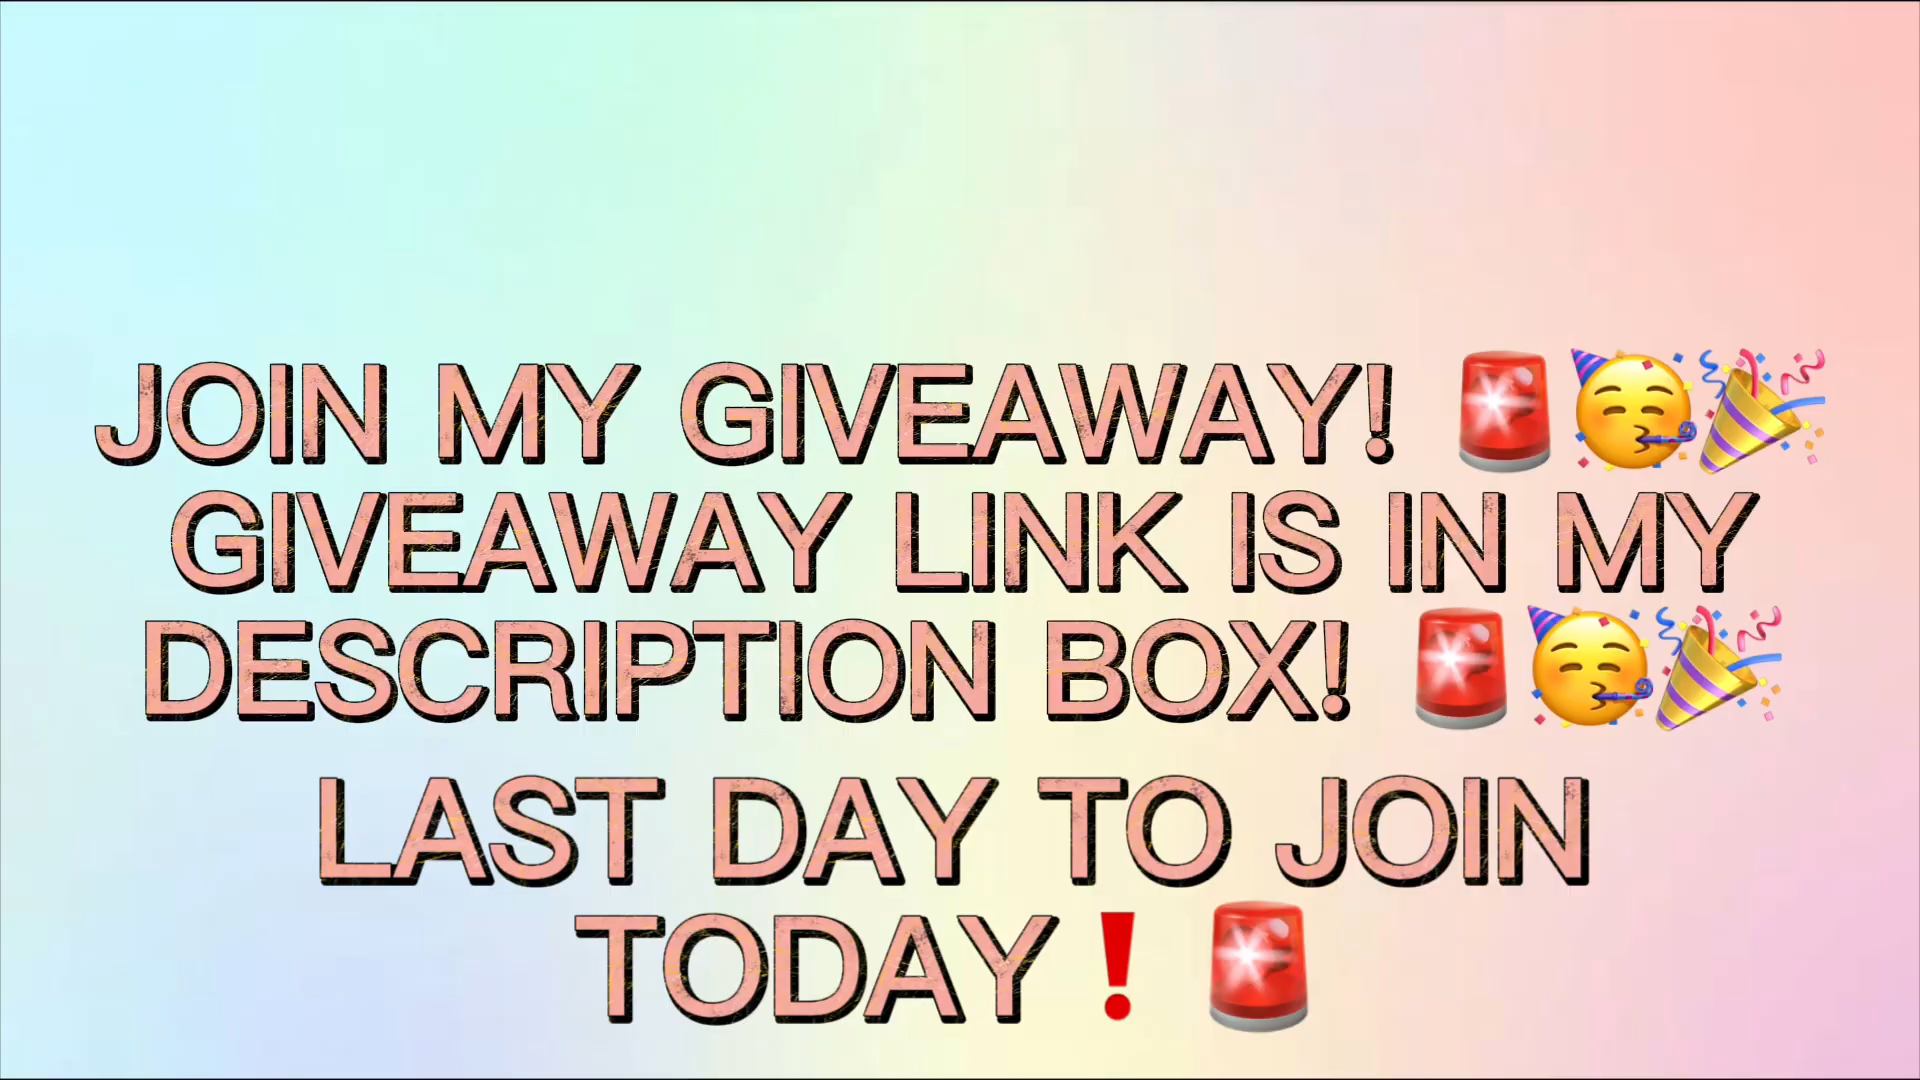 JOIN MY GIVEAWAY! 🚨🥳🎉
GIVEAWAY LINK IS IN MY
DESCRIPTION BOX! 🚨🥳🎉
LAST DAY TO JOIN
TODAY❗🚨